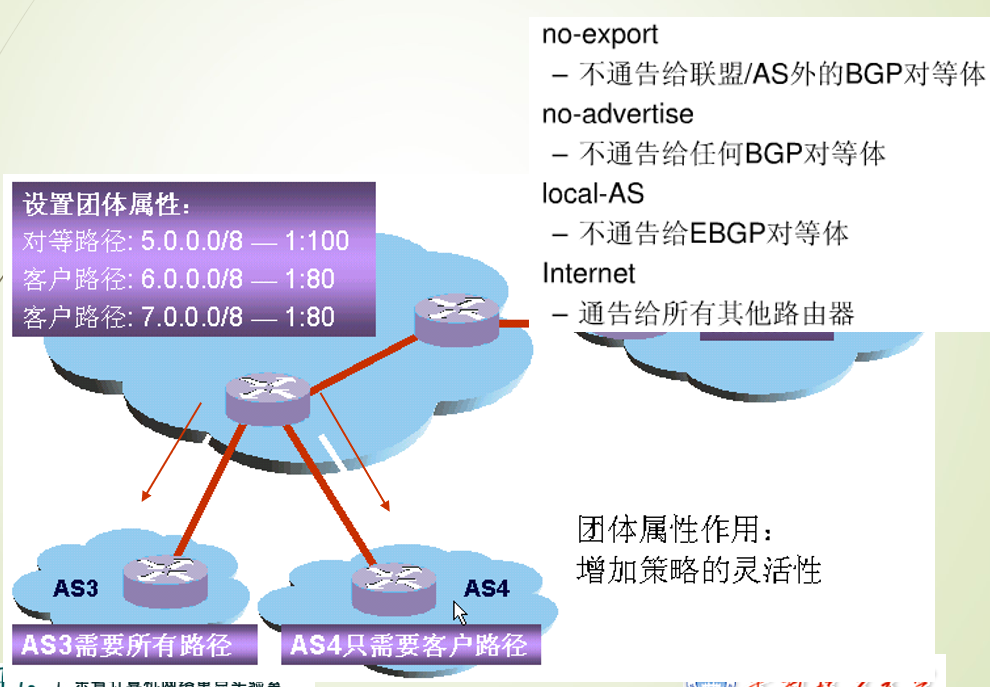 no-export
– 不通告给联盟/AS外的BGP对等体
no-advertise
– 不通告给任何BGP对等体
local-AS
– 不通告给EBGP对等体
Internet
– 通告给所有其他路由器
设置团体属性：
对等路径: 5.0.0.0/8 — 1:100
客户路径: 6.0.0.0/8 — 1:80
客户路径: 7.0.0.0/8 — 1:80
团体属性作用：
增加策略的灵活性
AS3
AS4
AS3需要所有路径
AS4只需要客户路径